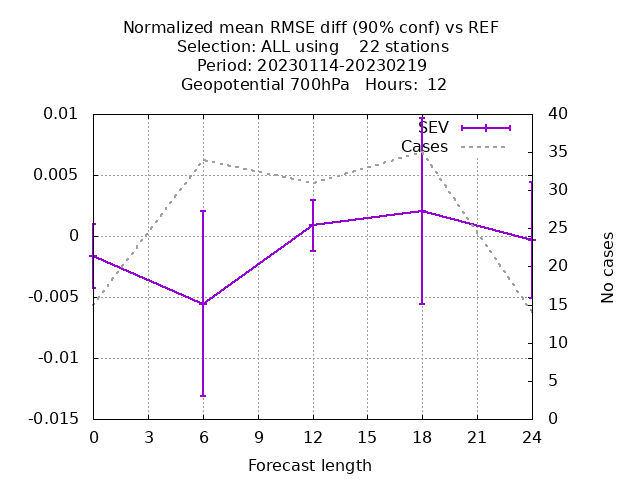 Normalized mean RMSE diff (90% conf) vs REF
Selection: ALL using    22 stations
Period: 20230114-20230219
Geopotential 700hPa   Hours:  12
SEV
Cases
0.01
0.005
0
-0.005
-0.01
-0.015
40
35
30
25
20
15
10
5
0
No cases
0 3 6 9 12 15 18 21 24
Forecast length